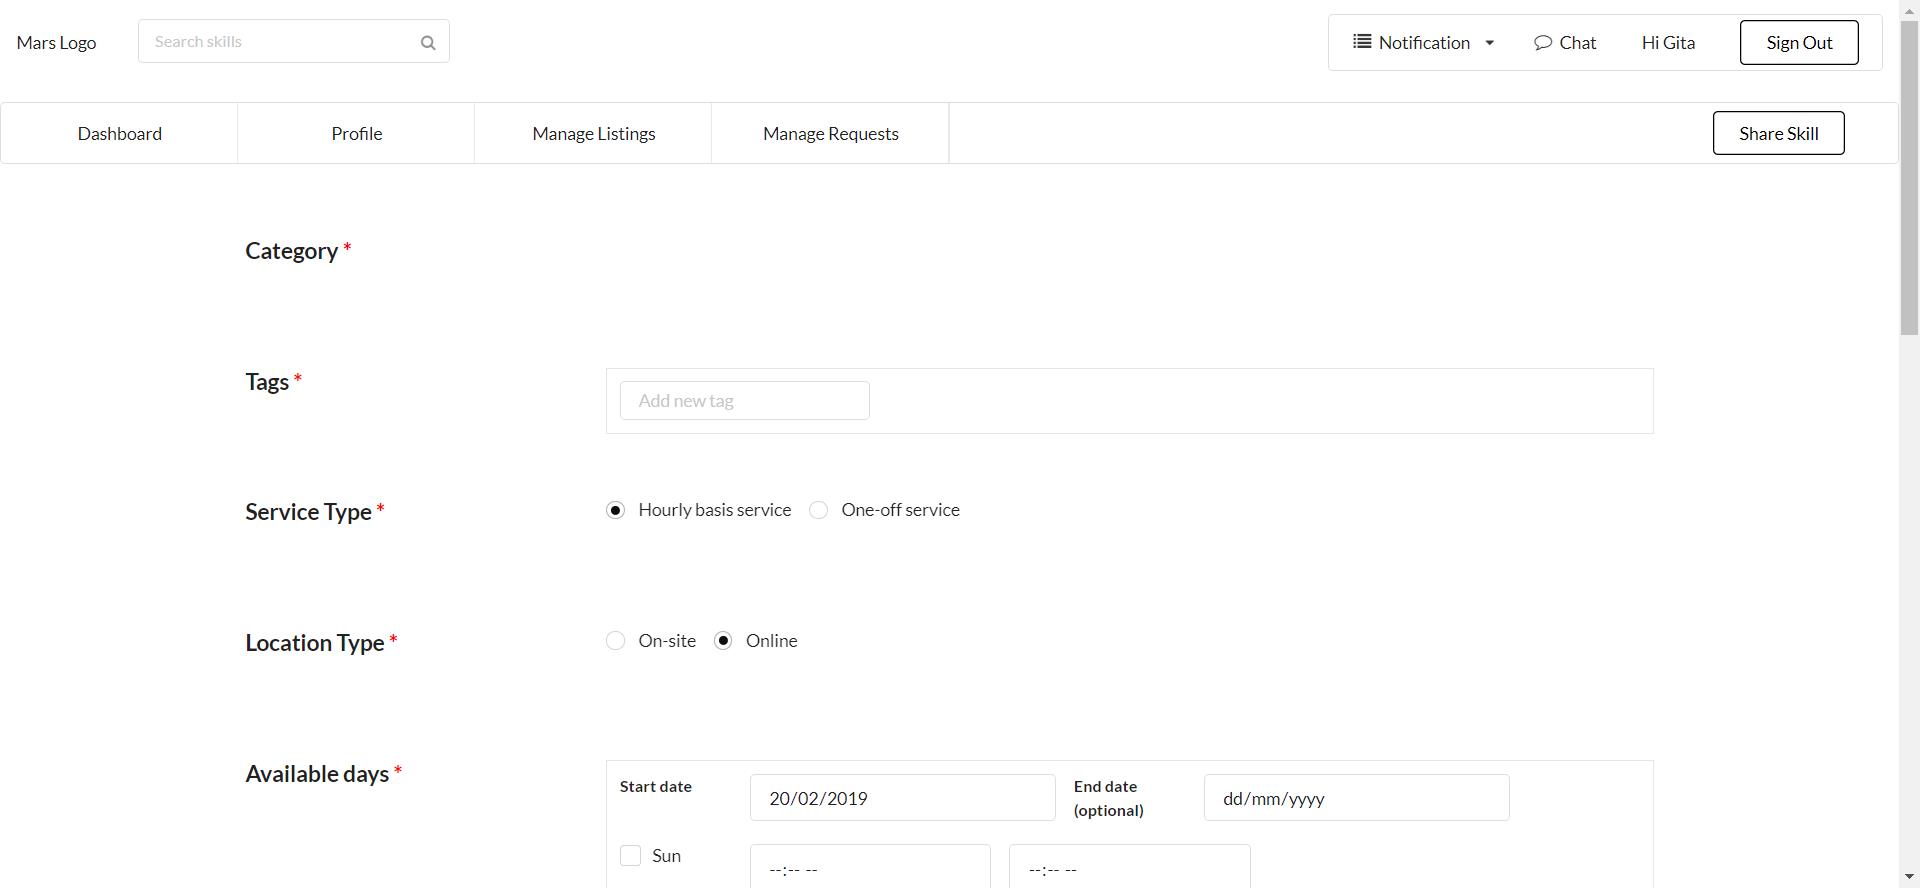 Mars Logo
Search skills
Notification
Chat
Hi Gita
Sign Out
Dashboard
Profile
Manage Listings
Manage Requests
Share Skill
Category *
Tags *
Add new tag
Service Type *
Hourly basis service
One-off service
Location Type *
On-site
Online
Available days *
Start date
20/02/2019
End date
(optional)
dd/mm/yyyy
Sun
--:-- --
--:-- --